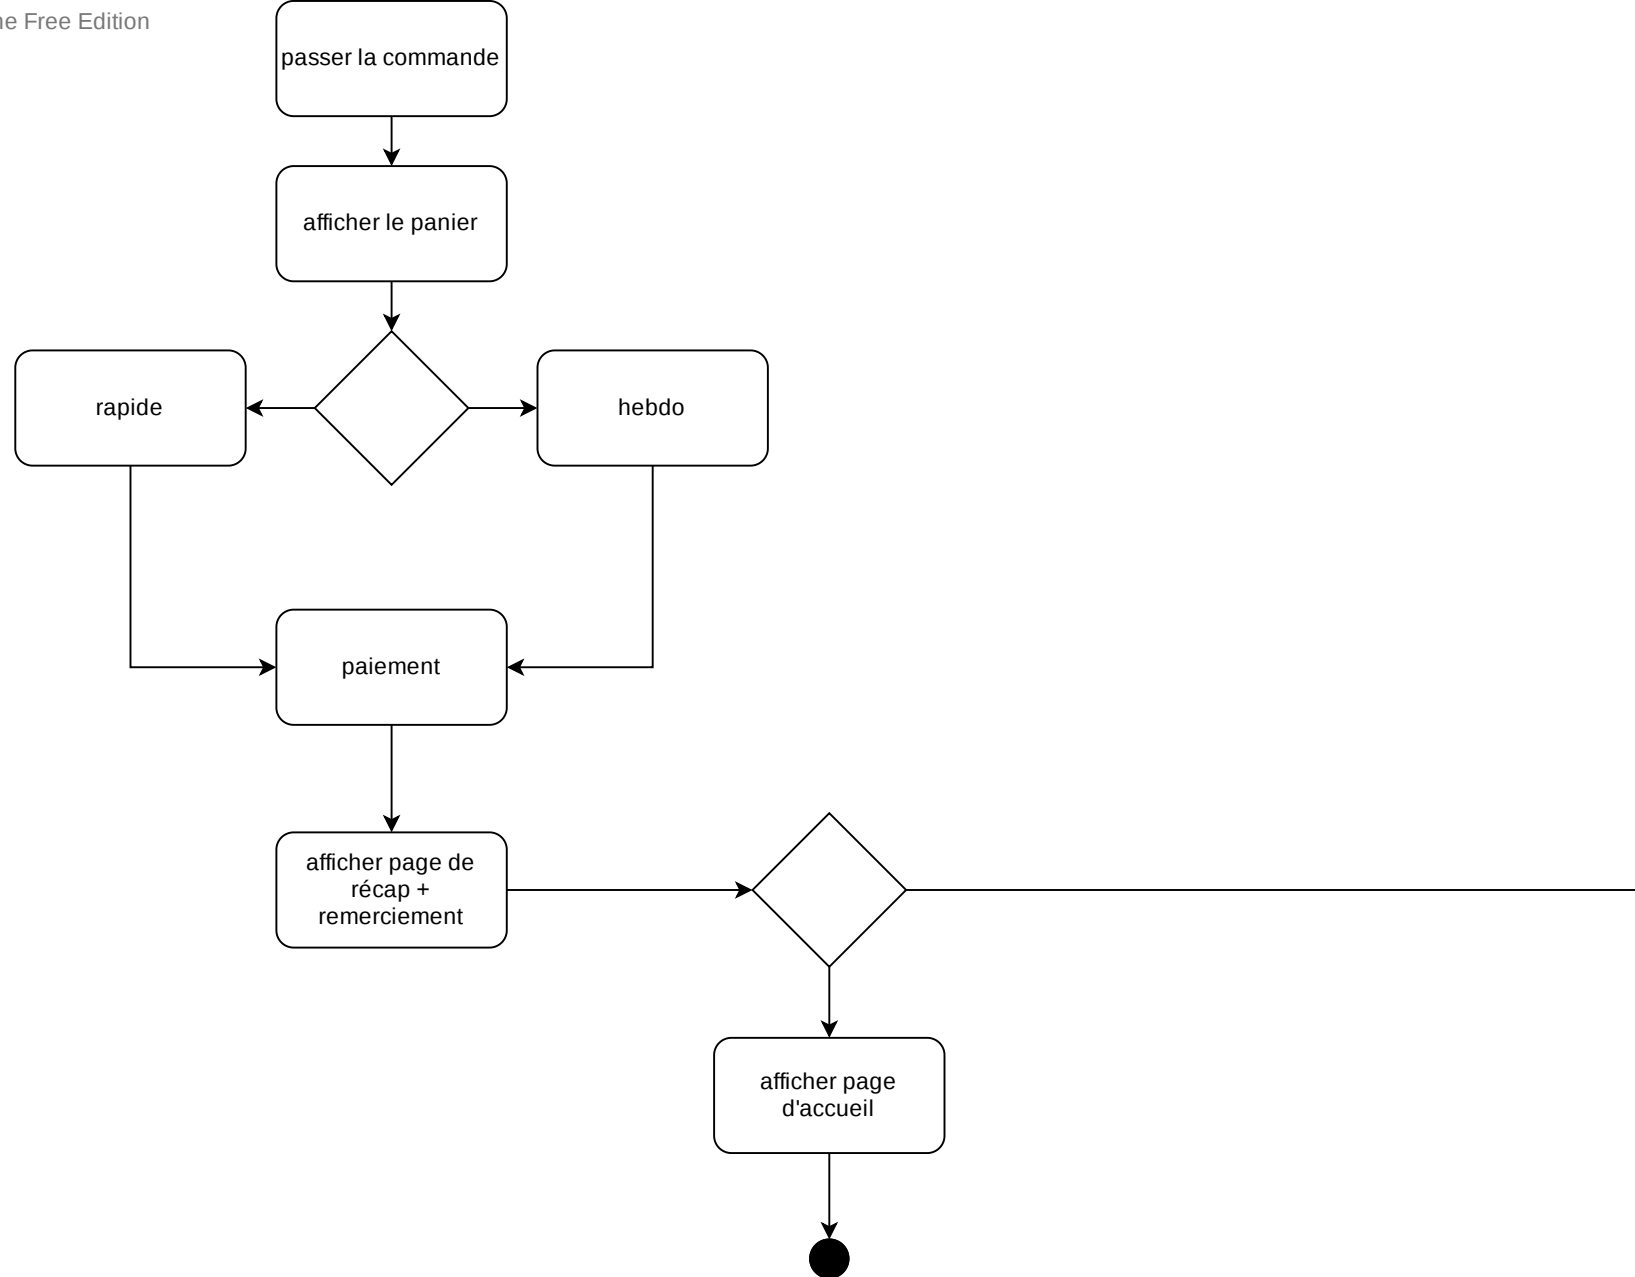 Free Edition
passer la commande
afficher le panier
rapide
hebdo
paiement
afficher page de
récap +
remerciement
afficher page
d'accueil